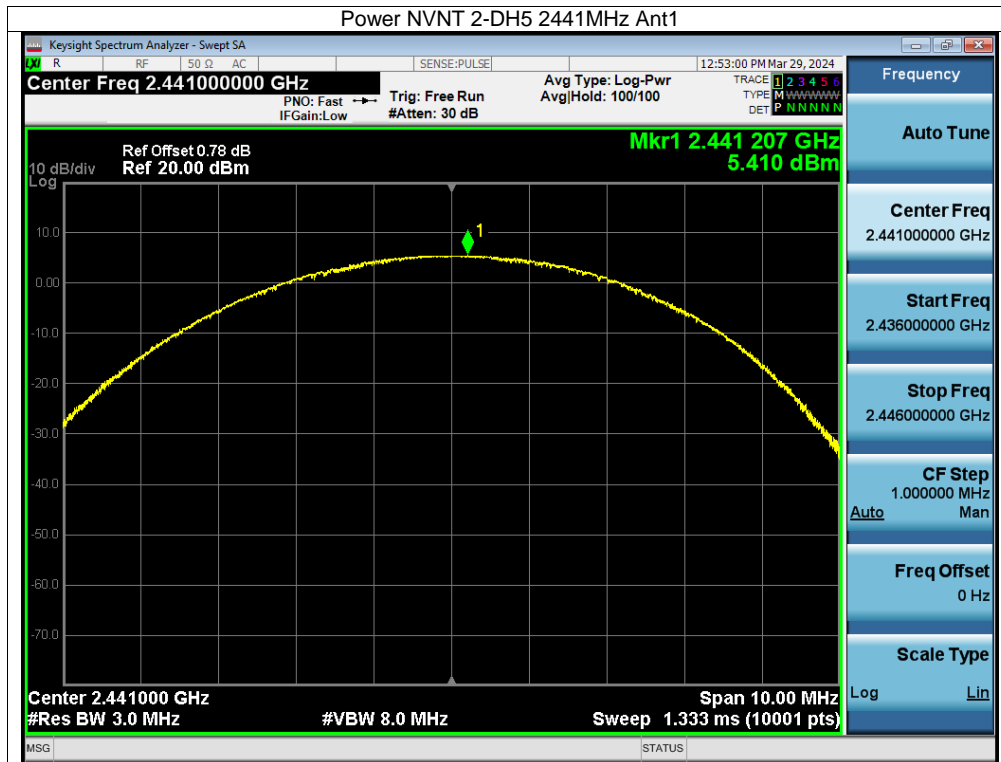 Power NVNT 2-DH5 2441MHz Ant1
Keysight Spectrum Analyzer - Swept SA
LXI R RF 50 Ω AC SENSE:PULSE 12:53:00 PM Mar 29, 2024
Center Freq 2.441000000 GHz
PNO: Fast
IFGain:Low
Trig: Free Run
#Atten: 30 dB
Avg Type: Log-Pwr
Avg|Hold: 100/100
TRACE 1 2 3 4 5 6
TYPE M WWWWW
DET P N N N N N
Ref Offset 0.78 dB
10 dB/div Ref 20.00 dBm
Log
Mkr1 2.441 207 GHz
5.410 dBm
1
10.0
0.00
-10.0
-20.0
-30.0
-40.0
-50.0
-60.0
-70.0
Center 2.441000 GHz Span 10.00 MHz
#Res BW 3.0 MHz #VBW 8.0 MHz Sweep 1.333 ms (10001 pts)
MSG STATUS
Frequency
Auto Tune
Center Freq
2.441000000 GHz
Start Freq
2.436000000 GHz
Stop Freq
2.446000000 GHz
CF Step
1.000000 MHz
Auto Man
Freq Offset
0 Hz
Scale Type
Log Lin